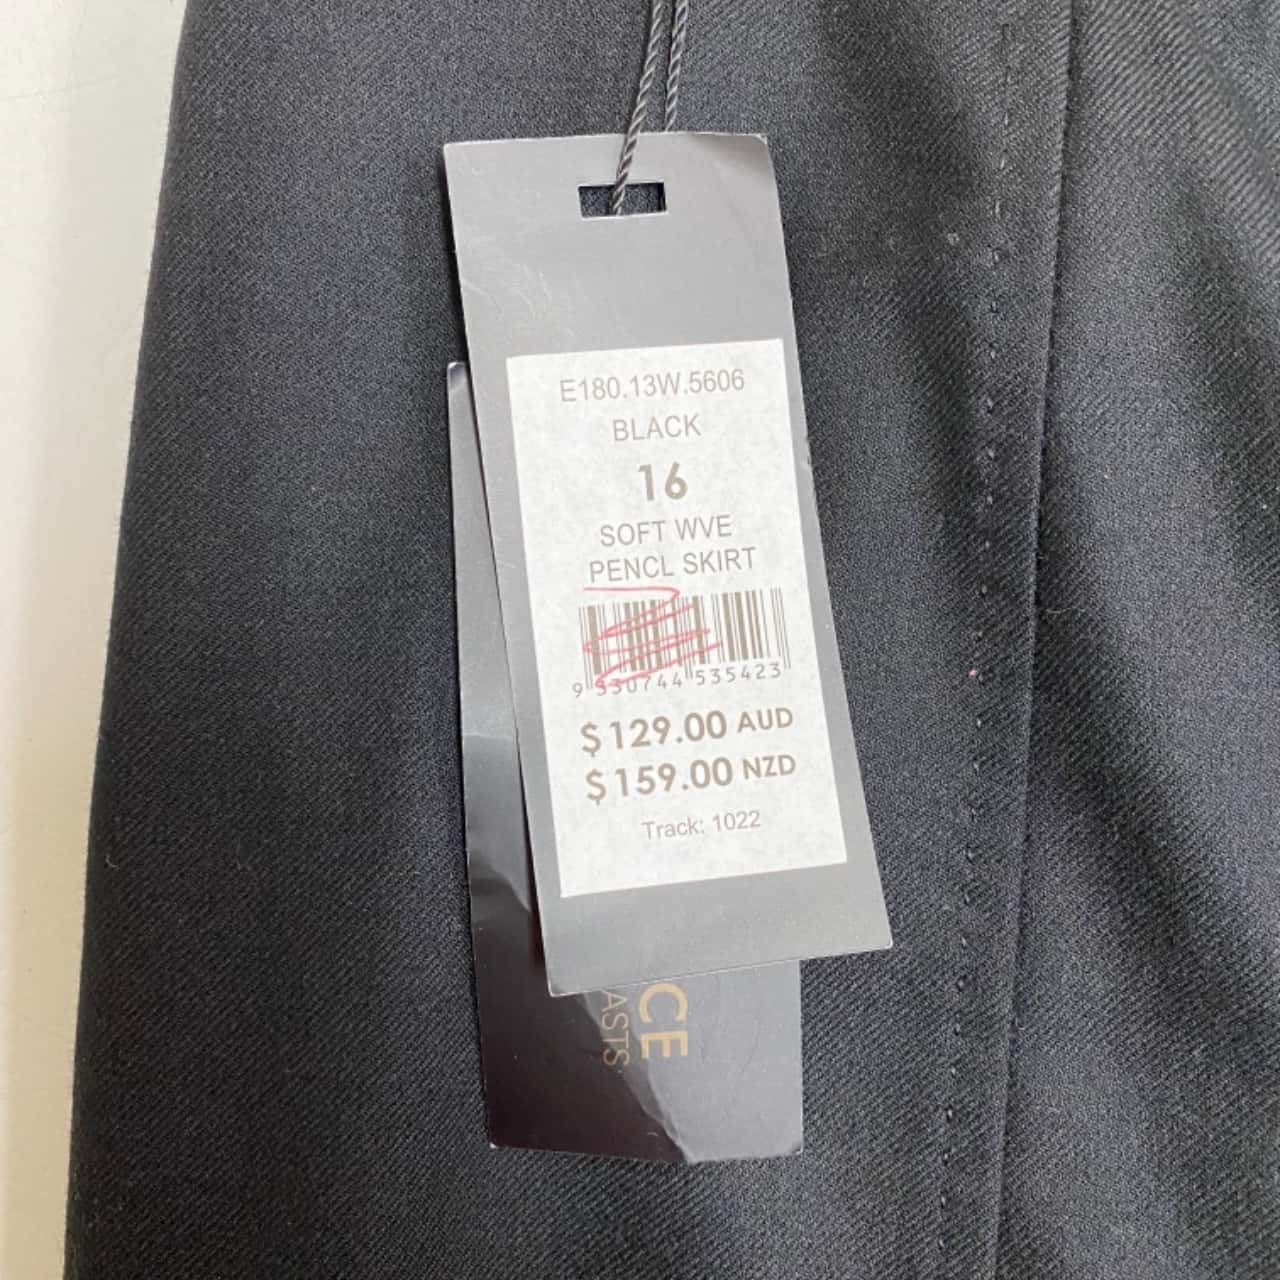 E180.13W.5606
BLACK
16
SOFT WVE
PENCL SKIRT
9 330744 535423
$129.00 AUD
$159.00 NZD
Track: 1022
CE
ASTS